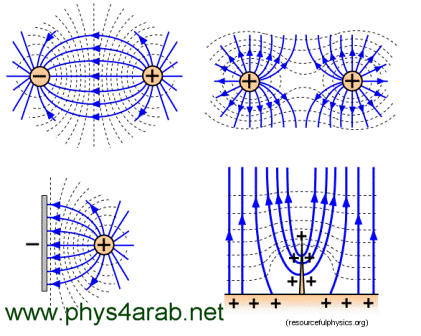 − +
+ +
− +
+
+ +
+ +
+ + + + + + +
www.phys4arab.net
(resourcefulphysics.org)